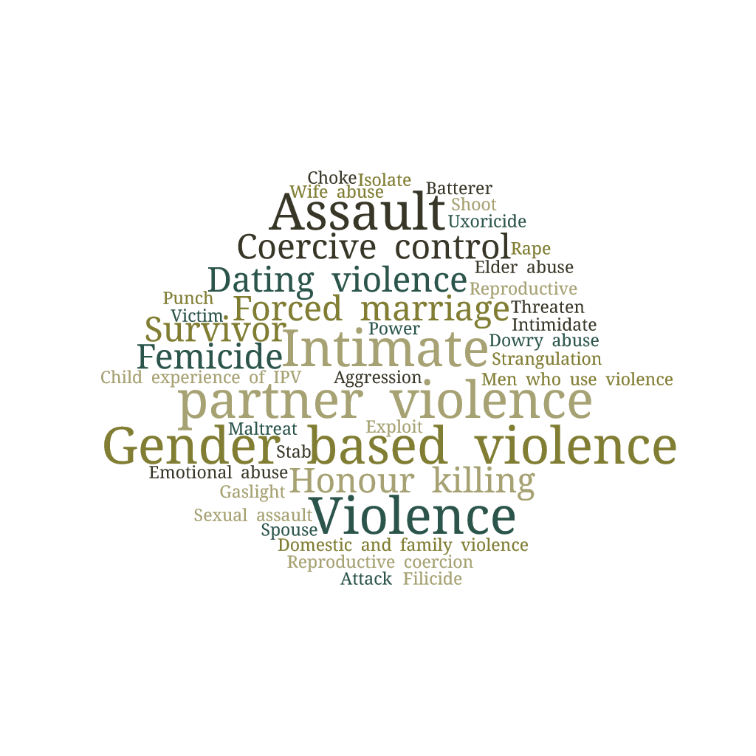 Choke Isolate
Wife abuse Batterer
Assault Shoot
Uxoricide
Coercive control Rape
Elder abuse
Dating violence Reproductive
Punch Forced marriage Threaten
Victim Intimidate
Survivor Power Dowry abuse
Femicide Intimate Strangulation
Child experience of IPV Aggression Men who use violence
partner violence
Maltreat Exploit
Gender based violence
Stab
Emotional abuse Honour killing
Gaslight
Sexual assault Violence
Spouse
Domestic and family violence
Reproductive coercion
Attack Filicide